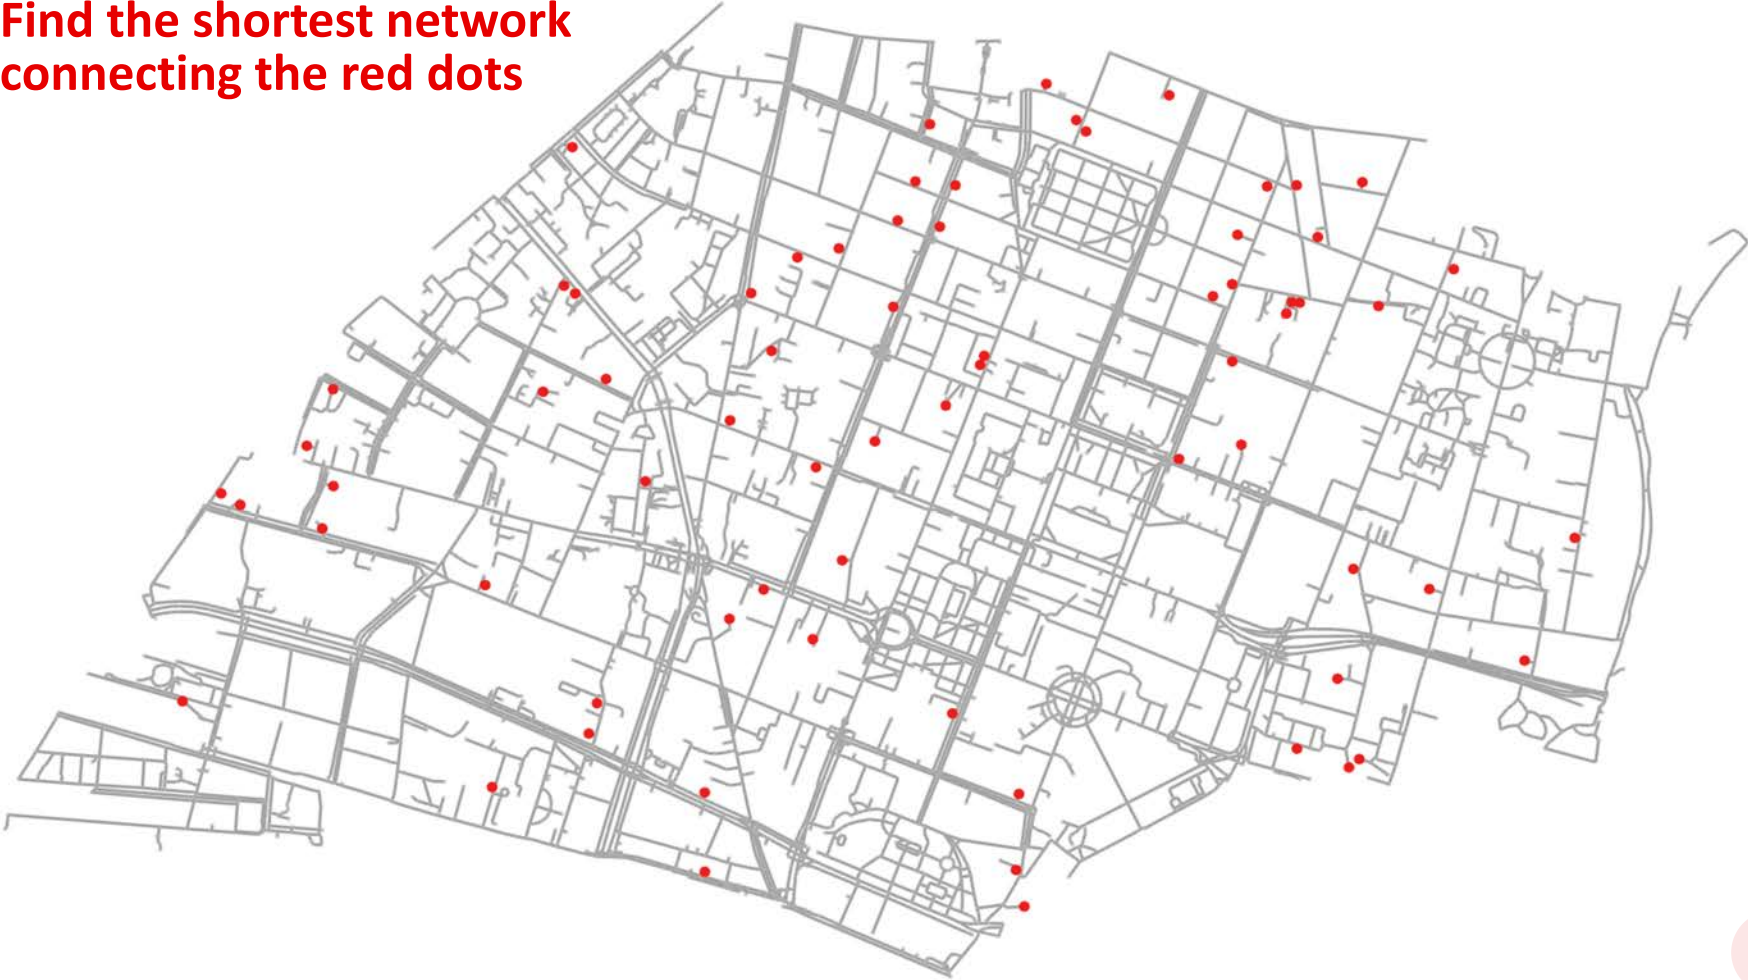 Find the shortest network
connecting the red dots